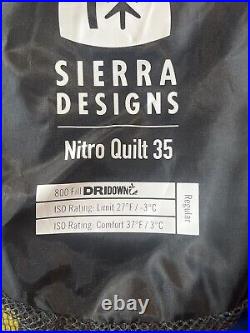 SIERRA
DESIGNS
Nitro Quilt 35
800 Fill DRIDOWN
ISO Rating: Limit 27°F / -3°C
ISO Rating: Comfort 37°F / 3°C
Regular